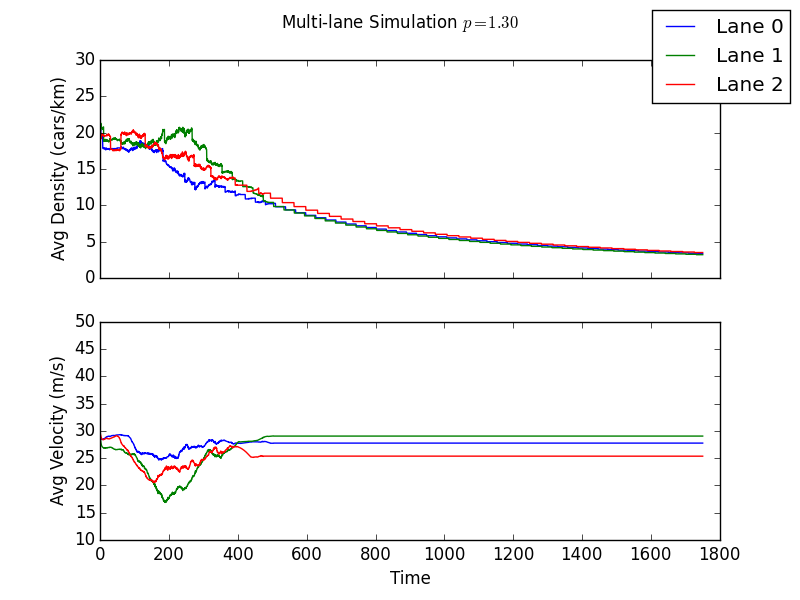 Multi-lane Simulation p=1.30
Lane 0
Lane 1
Lane 2
Avg Density (cars/km)
30
25
20
15
10
5
0
Avg Velocity (m/s)
50
45
40
35
30
25
20
15
10
0 200 400 600 800 1000 1200 1400 1600 1800
Time